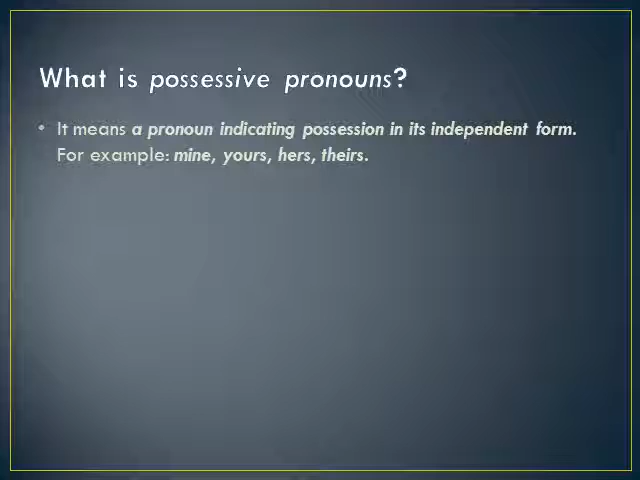 What is possessive pronouns?
• It means a pronoun indicating possession in its independent form.
For example: mine, yours, hers, theirs.